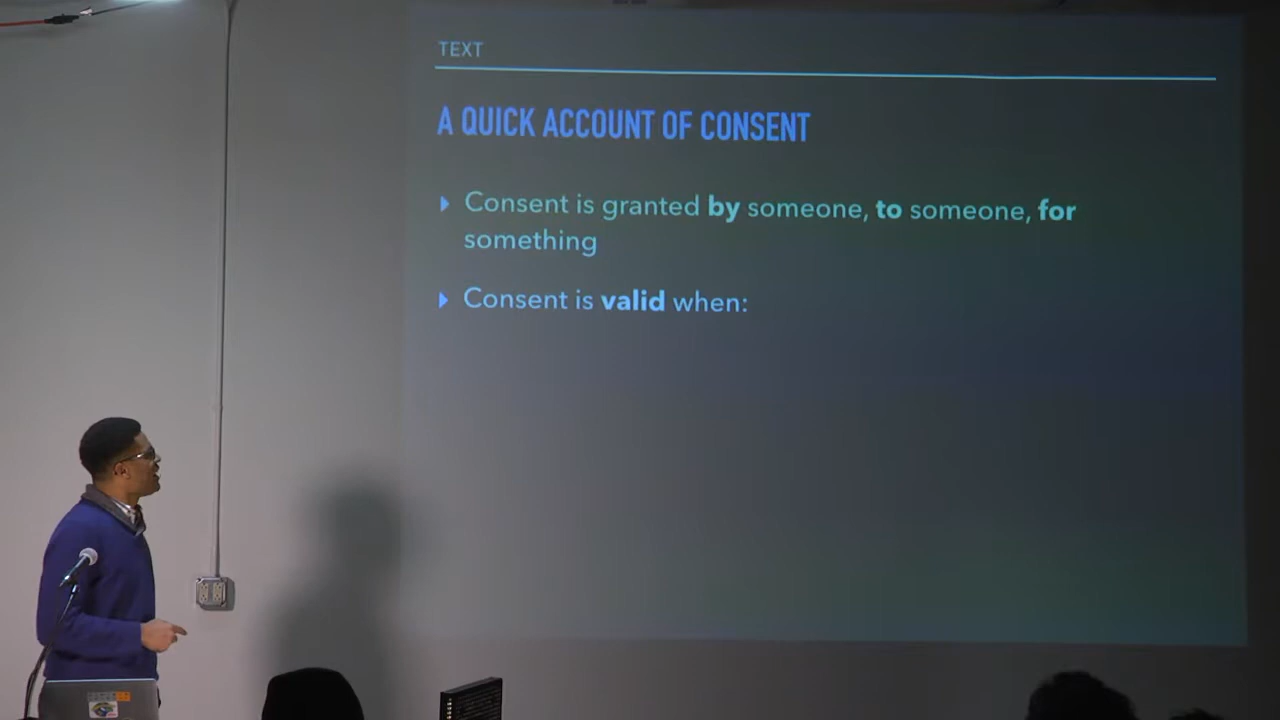 TEXT
A QUICK ACCOUNT OF CONSENT
Consent is granted by someone, to someone, for
something
Consent is valid when: